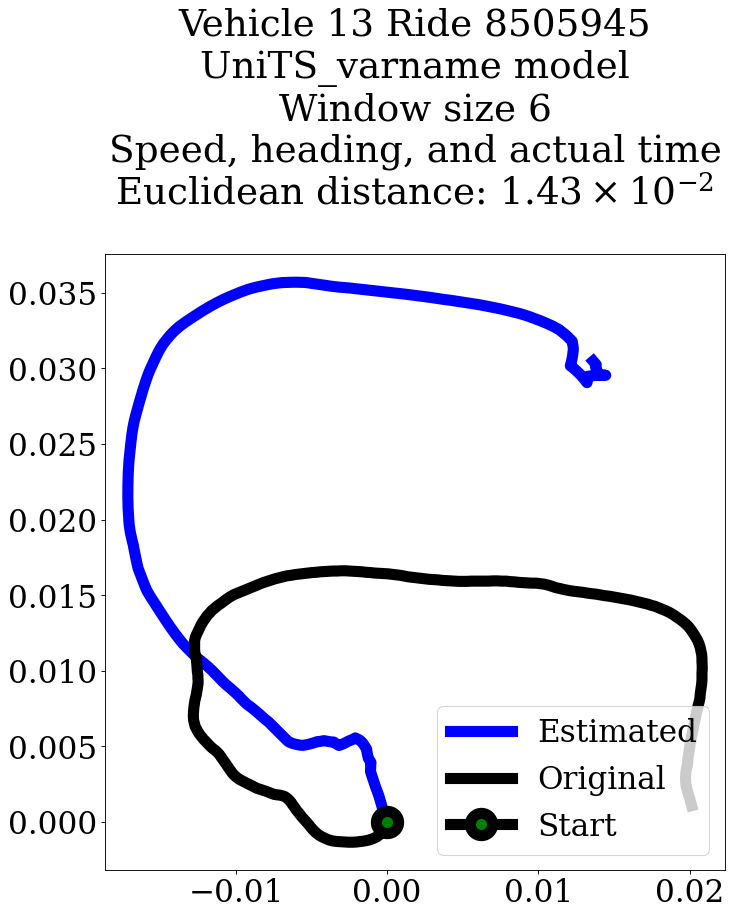 Vehicle 13 Ride 8505945
UniTS_varname model
Window size 6
Speed, heading, and actual time
Euclidean distance: 1.43 × 10⁻²
0.035
0.030
0.025
0.020
0.015
0.010
0.005
0.000
−0.01 0.00 0.01 0.02
Estimated
Original
Start